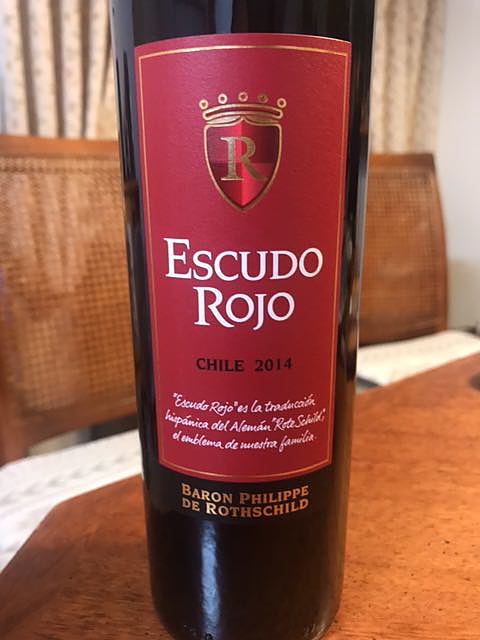 R
ESCUDO
ROJO
CHILE 2014
"Escudo Rojo" es la traducción
hispánica del Alemán "Rote Schild",
el emblema de nuestra familia.
BARON PHILIPPE
DE ROTHSCHILD